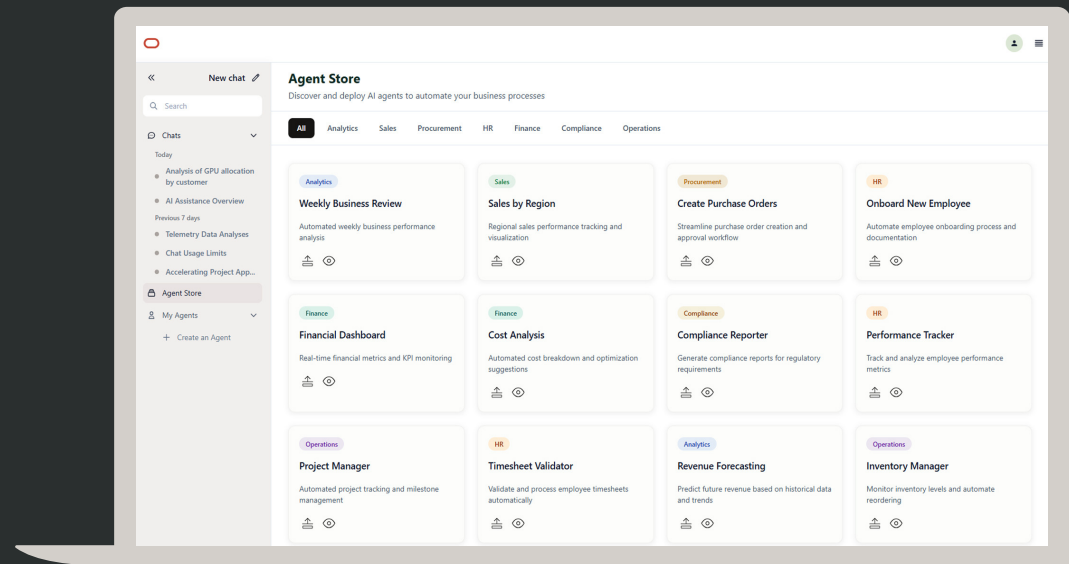 New chat
Search
Chats
Today
Analysis of GPU allocation
by customer
AI Assistance Overview
Previous 7 days
Telemetry Data Analyses
Chat Usage Limits
Accelerating Project App...
Agent Store
My Agents
Create an Agent
Agent Store
Discover and deploy AI agents to automate your business processes
All Analytics Sales Procurement HR Finance Compliance Operations
Analytics
Weekly Business Review
Automated weekly business performance
analysis
Sales
Sales by Region
Regional sales performance tracking and
visualization
Procurement
Create Purchase Orders
Streamline purchase order creation and
approval workflow
HR
Onboard New Employee
Automate employee onboarding process and
documentation
Finance
Financial Dashboard
Real-time financial metrics and KPI monitoring
Finance
Cost Analysis
Automated cost breakdown and optimization
suggestions
Compliance
Compliance Reporter
Generate compliance reports for regulatory
requirements
HR
Performance Tracker
Track and analyze employee performance
metrics
Operations
Project Manager
Automated project tracking and milestone
management
HR
Timesheet Validator
Validate and process employee timesheets
automatically
Analytics
Revenue Forecasting
Predict future revenue based on historical data
and trends
Operations
Inventory Manager
Monitor inventory levels and automate
reordering